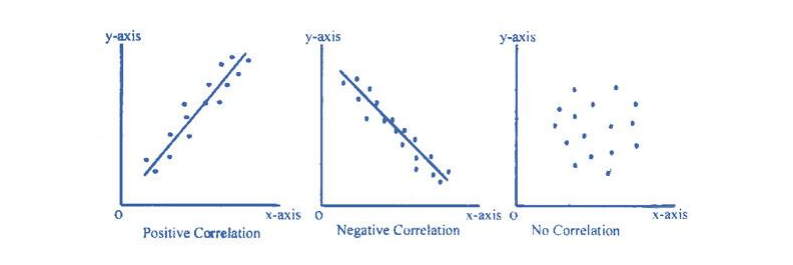 y-axis
y-axis
y-axis
O
x-axis
O
x-axis
O
x-axis
Positive Correlation
Negative Correlation
No Correlation